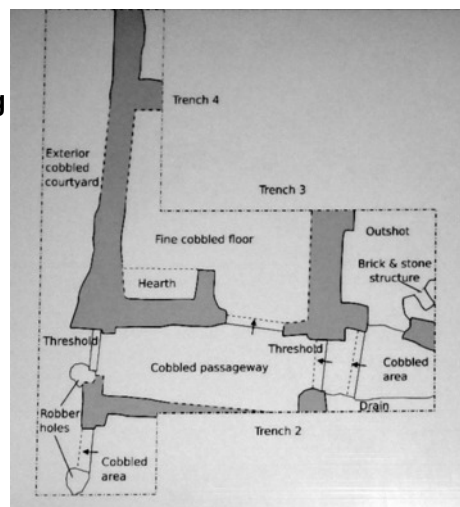 g
Trench 4
Exterior
cobbled
courtyard
Trench 3
Fine cobbled floor
Outshot
Brick & stone
structure
Hearth
Threshold
Threshold
Cobbled passageway
Cobbled
area
Robber
holes
Drain
Trench 2
Cobbled
area